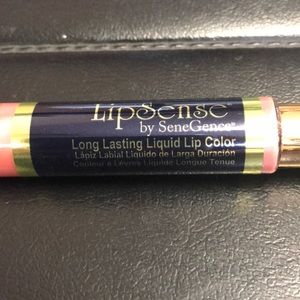 LipSense
by SeneGence®
Long Lasting Liquid Lip Color
Lápiz Labial Líquido de Larga Duración
Couleur à Lèvres Liquide Longue Tenue